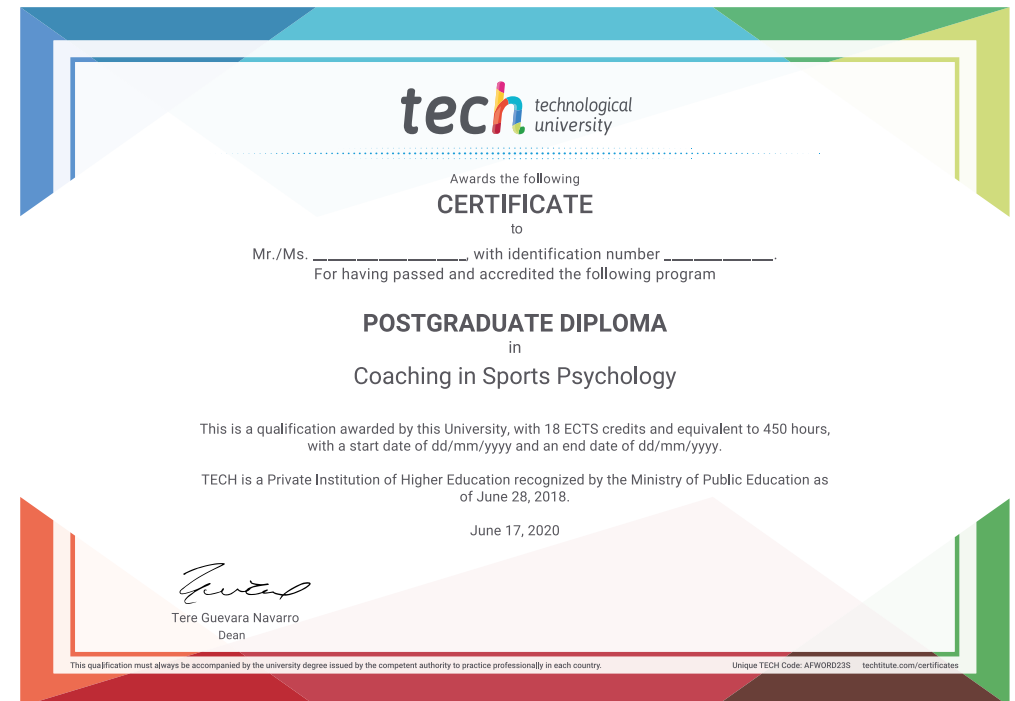 tech technological
university
Awards the following
CERTIFICATE
to
Mr./Ms. _______________, with identification number ___________.
For having passed and accredited the following program
POSTGRADUATE DIPLOMA
in
Coaching in Sports Psychology
This is a qualification awarded by this University, with 18 ECTS credits and equivalent to 450 hours,
with a start date of dd/mm/yyyy and an end date of dd/mm/yyyy.
TECH is a Private Institution of Higher Education recognized by the Ministry of Public Education as
of June 28, 2018.
June 17, 2020
Tere Guevara Navarro
Dean
This qualification must always be accompanied by the university degree issued by the competent authority to practice professionally in each country.
Unique TECH Code: AFWORD23S techtitute.com/certificates